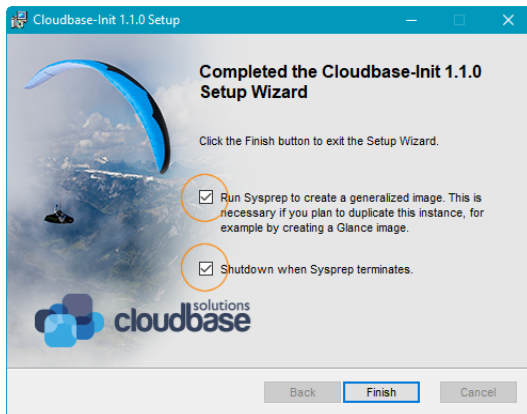 Cloudbase-Init 1.1.0 Setup
Completed the Cloudbase-Init 1.1.0
Setup Wizard
Click the Finish button to exit the Setup Wizard.
Run Sysprep to create a generalized image. This is
necessary if you plan to duplicate this instance, for
example by creating a Glance image.
Shutdown when Sysprep terminates.
solutions
cloudbase
Back Finish Cancel